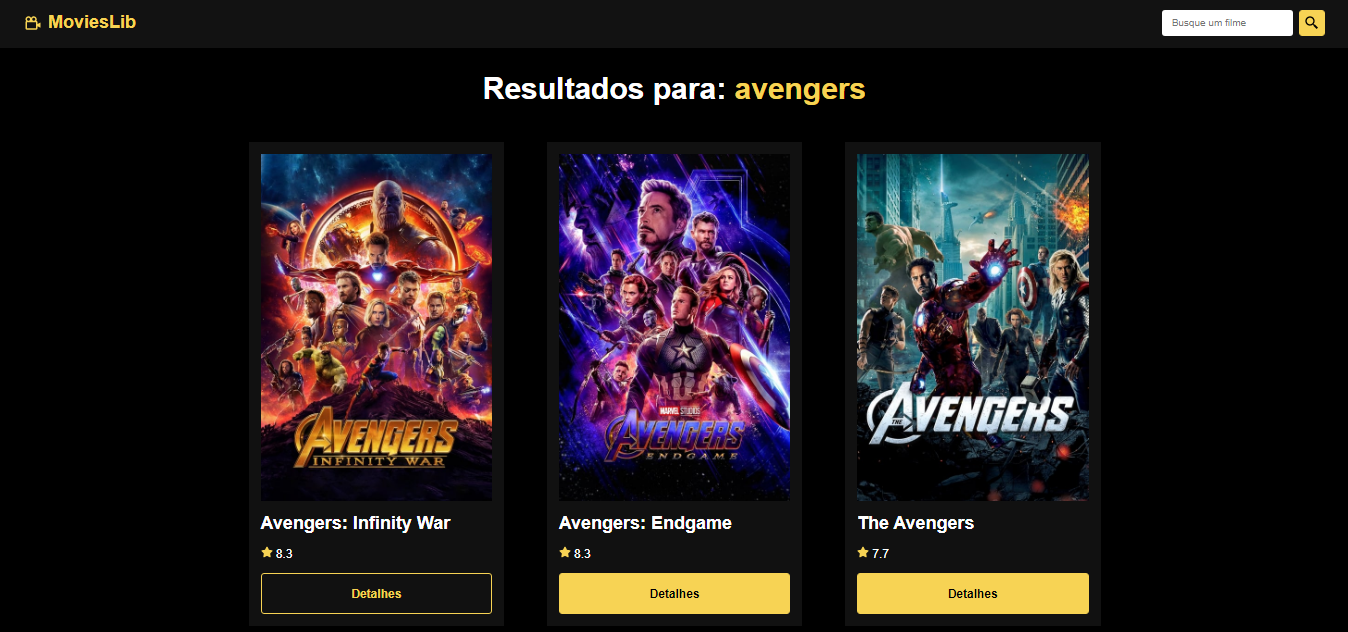 MoviesLib
Busque um filme
Resultados para: avengers
AVENGERS
INFINITY WAR
MARVEL STUDIOS
AVENGERS
ENDGAME
THE AVENGERS
Avengers: Infinity War
Avengers: Endgame
The Avengers
8.3
8.3
7.7
Detalhes
Detalhes
Detalhes